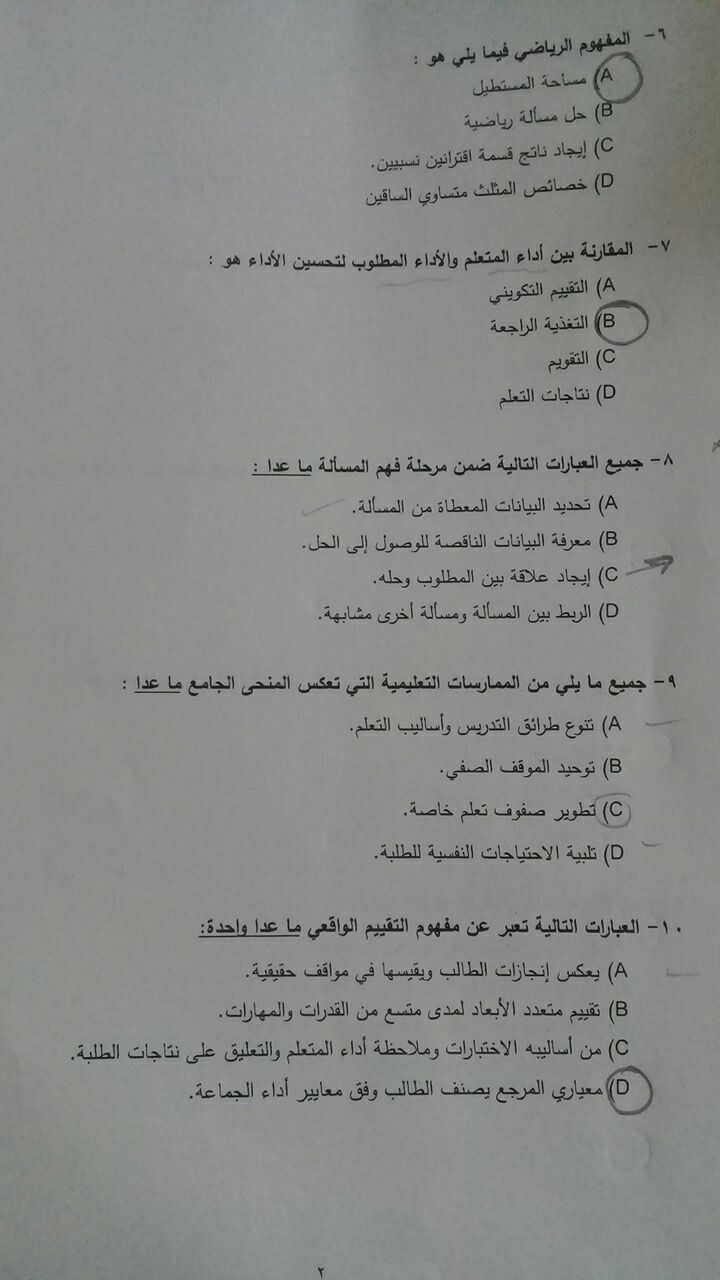 ٦- المفهوم الرياضي فيما يلي هو :
A) مساحة المستطيل
B) حل مسألة رياضية
C) إيجاد ناتج قسمة اقترانين نسبيين.
D) خصائص المثلث متساوي الساقين
٧- المقارنة بين أداء المتعلم والأداء المطلوب لتحسين الأداء هو :
A) التقييم التكويني
B) التغذية الراجعة
C) التقويم
D) نتاجات التعلم
٨- جميع العبارات التالية ضمن مرحلة فهم المسألة ما عدا :
A) تحديد البيانات المعطاة من المسألة.
B) معرفة البيانات الناقصة للوصول إلى الحل.
C) إيجاد علاقة بين المطلوب وحله.
D) الربط بين المسألة ومسألة أخرى مشابهة.
٩- جميع ما يلي من الممارسات التعليمية التي تعكس المنحى الجامع ما عدا :
A) تنوع طرائق التدريس وأساليب التعلم.
B) توحيد الموقف الصفي.
C) تطوير صفوف تعلم خاصة.
D) تلبية الاحتياجات النفسية للطلبة.
١٠- العبارات التالية تعبر عن مفهوم التقييم الواقعي ما عدا واحدة:
A) يعكس إنجازات الطالب ويقيسها في مواقف حقيقية.
B) تقييم متعدد الأبعاد لمدى متسع من القدرات والمهارات.
C) من أساليبه الاختبارات وملاحظة أداء المتعلم والتعليق على نتاجات الطلبة.
D) معياري المرجع يصنف الطالب وفق معايير أداء الجماعة.
٢